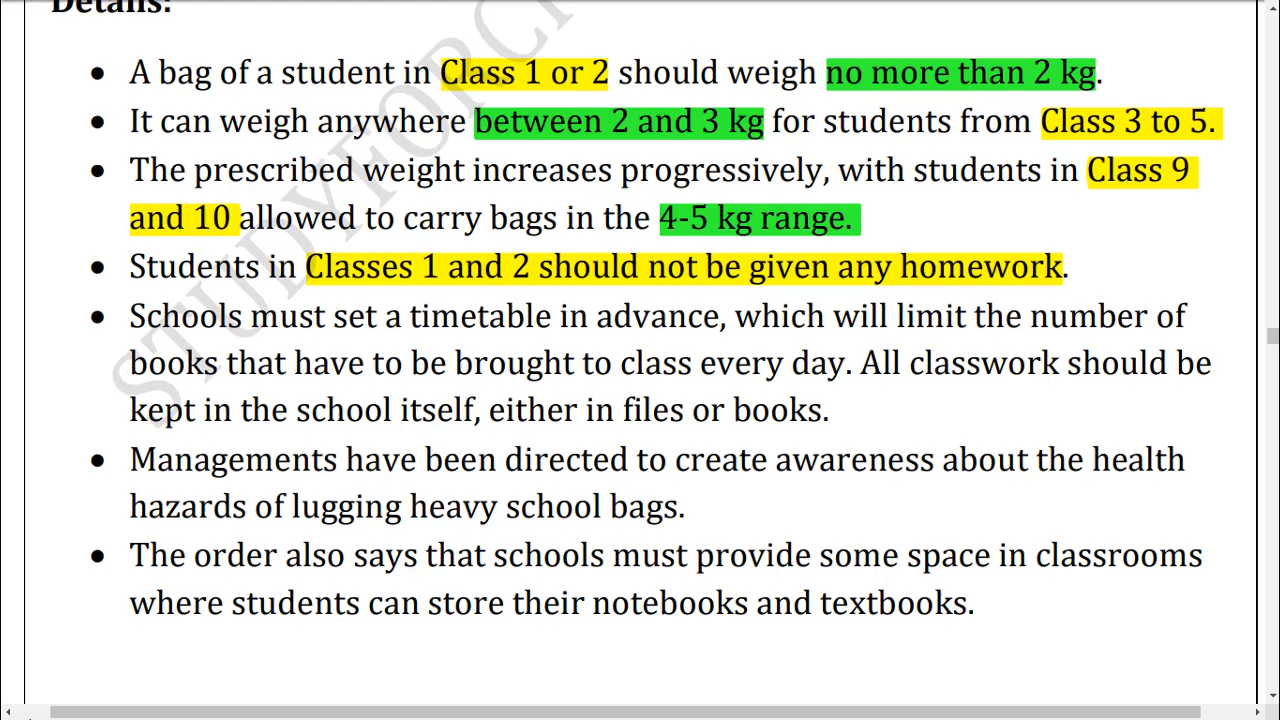 Details:
• A bag of a student in Class 1 or 2 should weigh no more than 2 kg.
• It can weigh anywhere between 2 and 3 kg for students from Class 3 to 5.
• The prescribed weight increases progressively, with students in Class 9
and 10 allowed to carry bags in the 4-5 kg range.
• Students in Classes 1 and 2 should not be given any homework.
• Schools must set a timetable in advance, which will limit the number of
books that have to be brought to class every day. All classwork should be
kept in the school itself, either in files or books.
• Managements have been directed to create awareness about the health
hazards of lugging heavy school bags.
• The order also says that schools must provide some space in classrooms
where students can store their notebooks and textbooks.